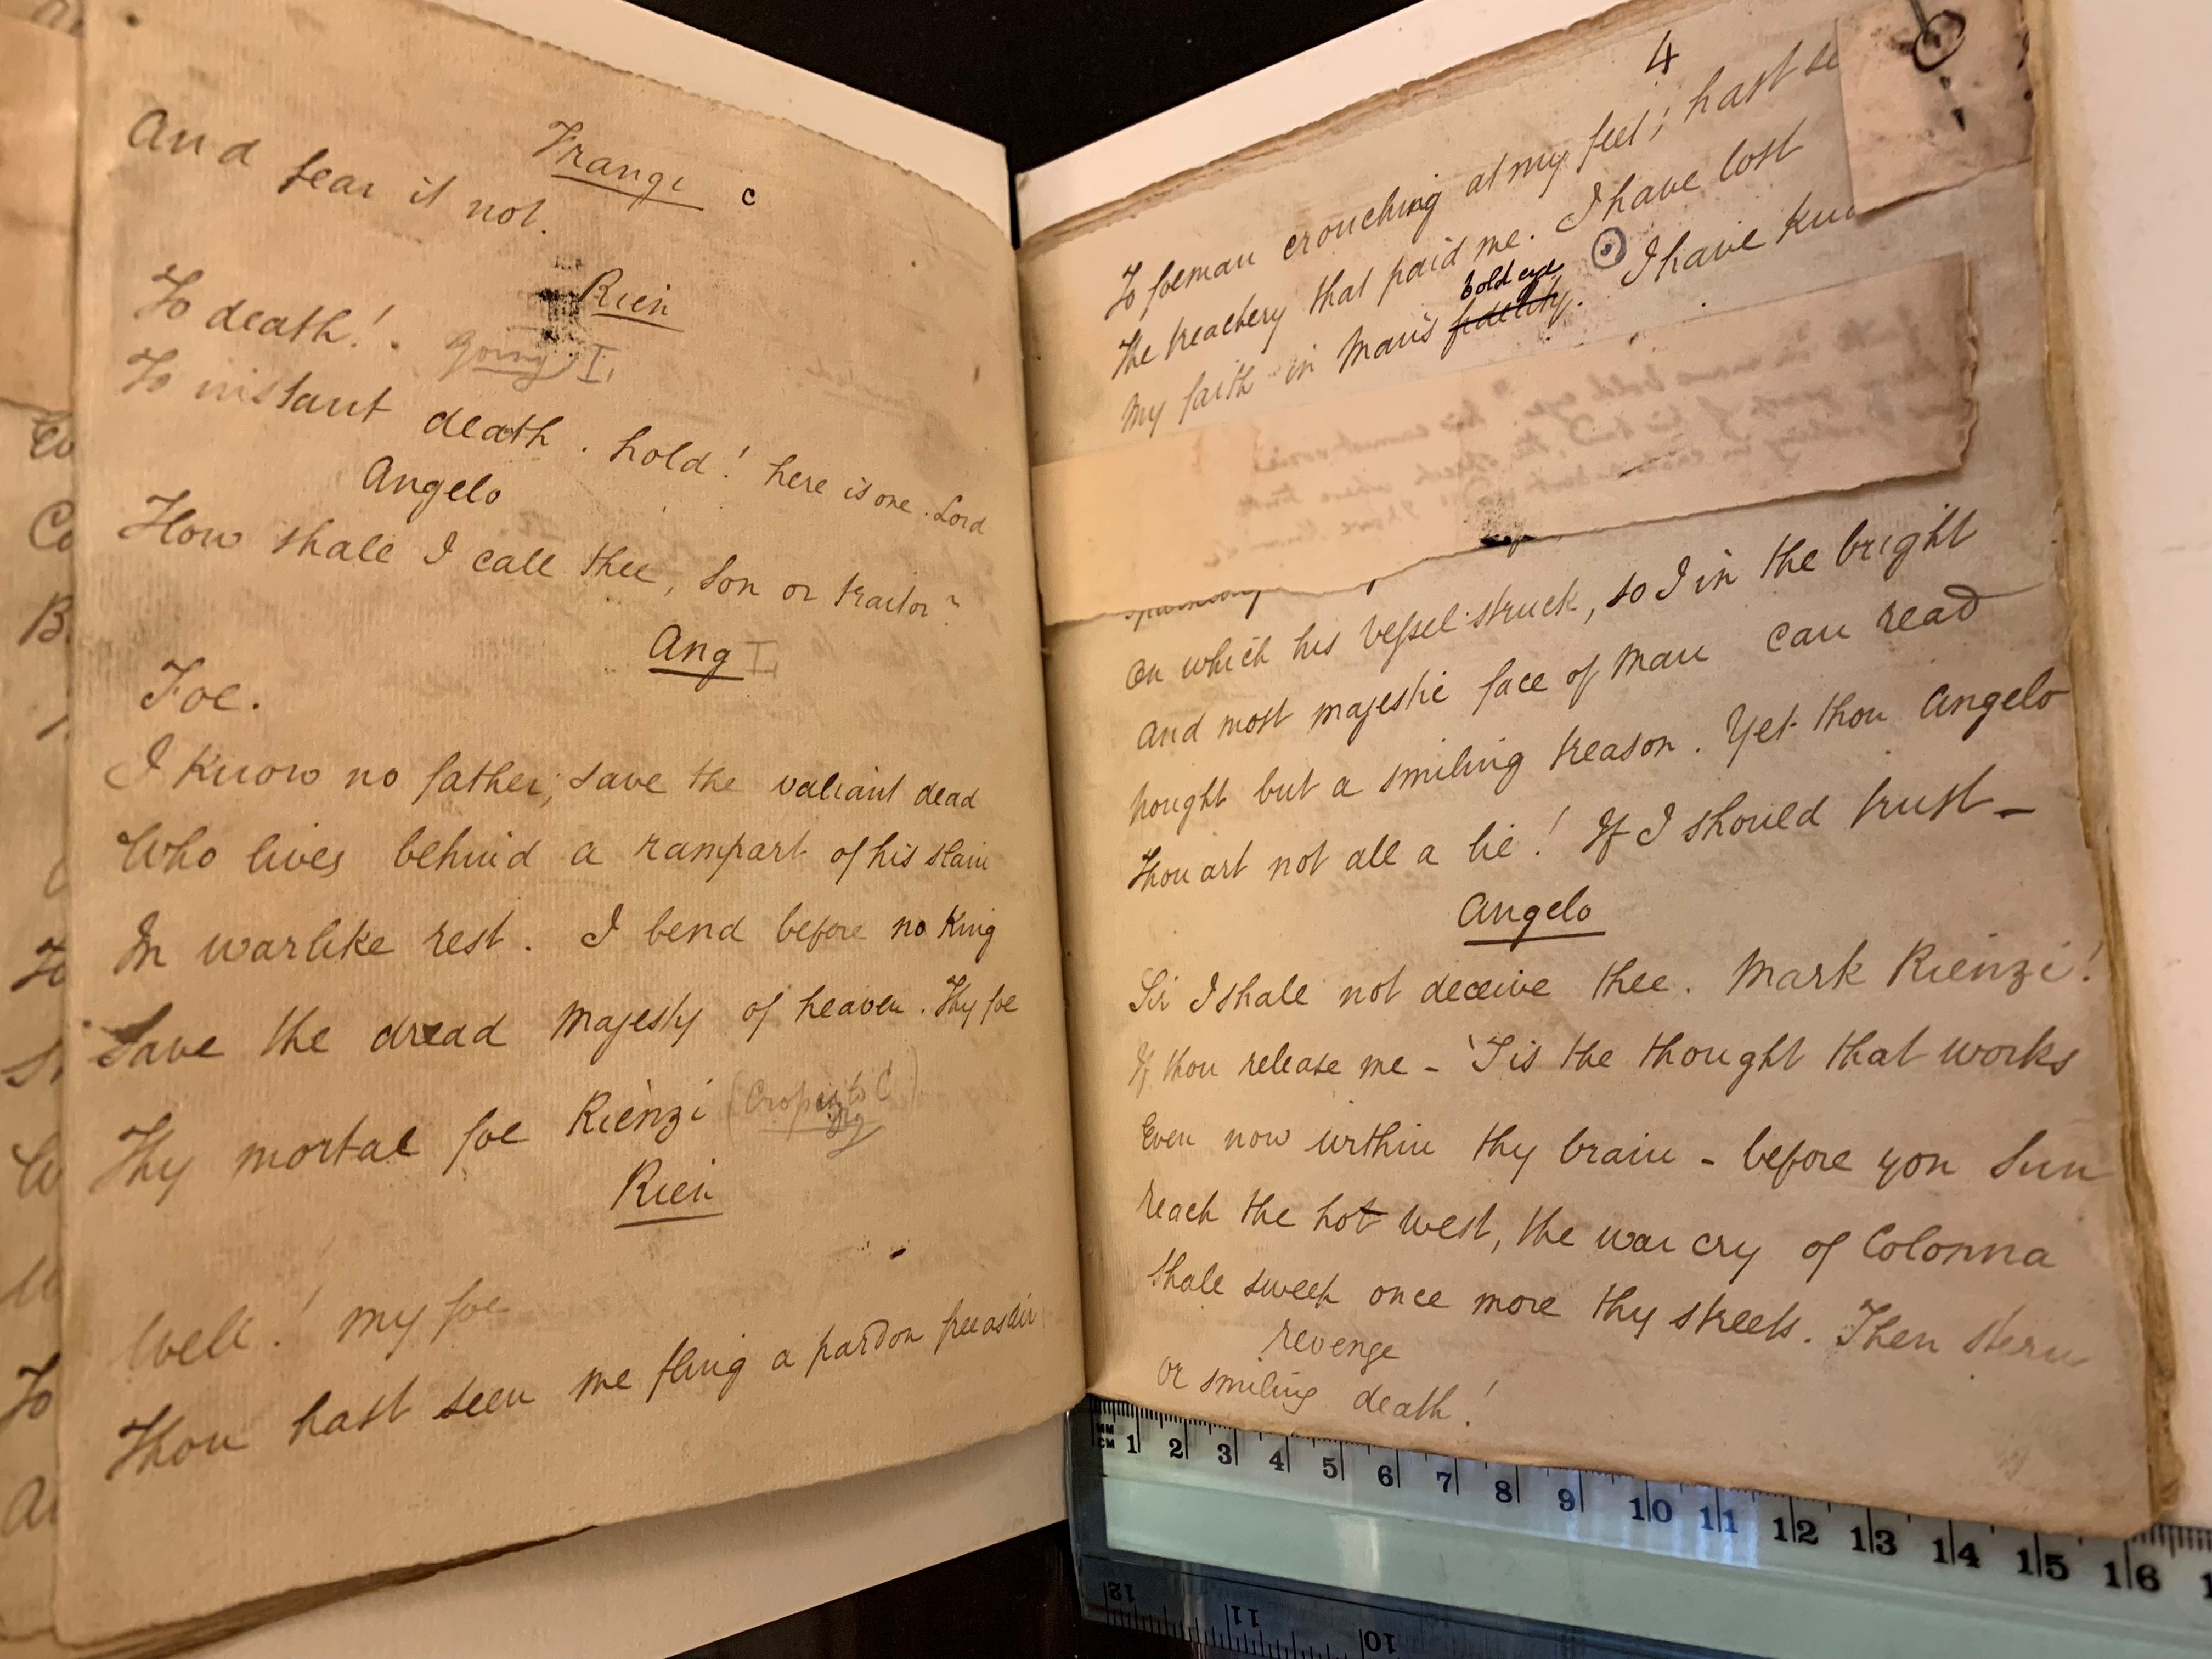 Frangi c
And fear it not.
Rien
To death! . Going I,
To instant death . hold! here is one . Lord
Angelo
How shall I call thee, Son or traitor?
Ang I,
Foe.
I know no father, save the valiant dead
Who lives behind a rampart of his slain
In warlike rest . I bend before no King
Save the dread Majesty of heaven . Thy foe
Thy mortal foe Rienzi (Crosses to C)
Rien
Well! my foe
Thou hast seen me fling a pardon free as air
4
To foeman crouching at my feet; hast
The treachery that paid me. I have lost
bold eye
My faith in Man's fidelity. I have
On which his Vessel struck, so I in the bright
And most majestic face of Man can read
Nought but a smiling treason. Yet thou Angelo
Thou art not all a lie! If I should trust —
Angelo
Sir I shall not deceive thee. Mark Rienzi!
If thou release me - 'Tis the thought that works
Even now within thy brain - before yon Sun
Reach the hot West, the war cry of Colonna
Shall sweep once more thy streets. Then stern
revenge
Or smiling death!
MM
CM 1 2 3 4 5 6 7 8 9 10 11 12 13 14 15 16
12 11 10